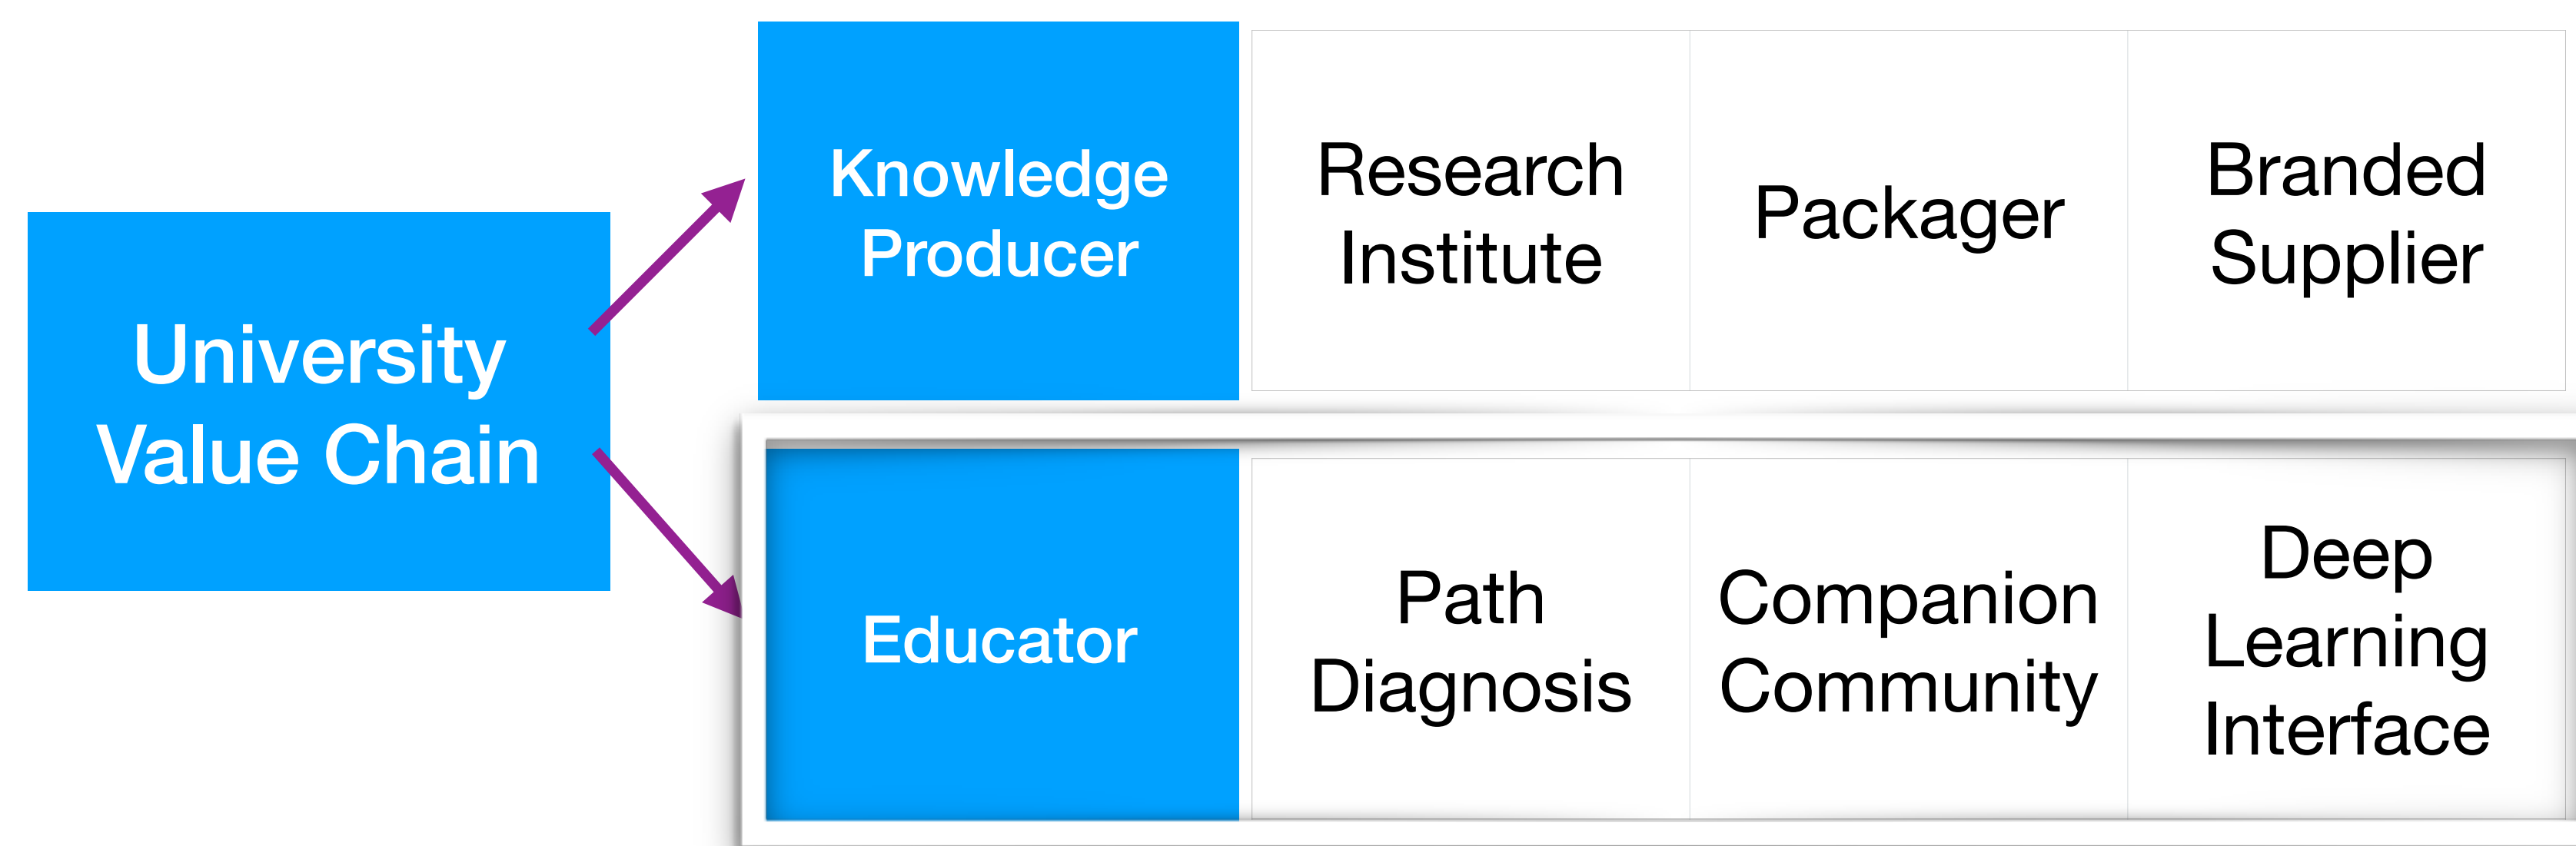 University
Value Chain
Knowledge
Producer
Research
Institute
Packager
Branded
Supplier
Educator
Path
Diagnosis
Companion
Community
Deep
Learning
Interface